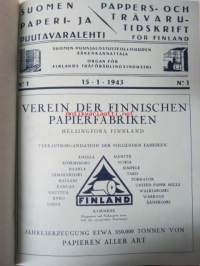 SUOMEN
PAPERI- JA
PUUTAVARALEHTI
PAPPERS- OCH
TRÄVARU-
TIDSKRIFT
FÖR FINLAND
SUOMEN PUUNJALOSTUSTEOLLISUUDEN
ÄÄNENKANNATTAJA
ORGAN FÖR
FINLANDS TRÄFÖRÄDLINGSINDUSTRI
N:o 1
15 - 1 - 1943
N:o 1
VEREIN DER FINNISCHEN
PAPIERFABRIKEN
HELSINGFORS FINNLAND
VERKAUFSORGANISATION DER FOLGENDEN FABRIKEN
FINLAND
JAHRESERZEUGUNG ETWA 550.000 TONNEN VON
PAPIEREN ALLER ART